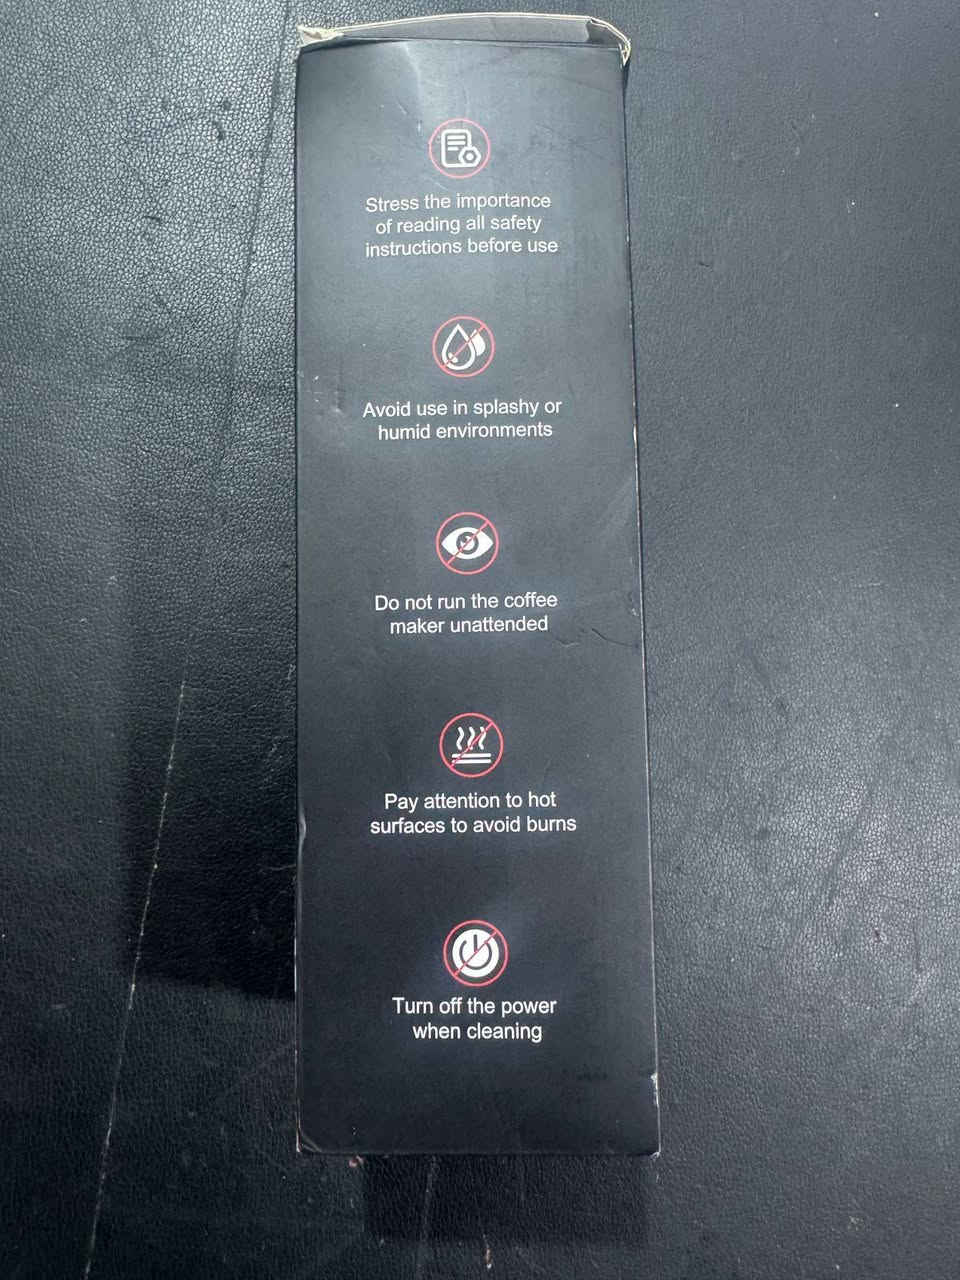 Stress the importance
of reading all safety
instructions before use
Avoid use in splashy or
humid environments
Do not run the coffee
maker unattended
Pay attention to hot
surfaces to avoid burns
Turn off the power
when cleaning